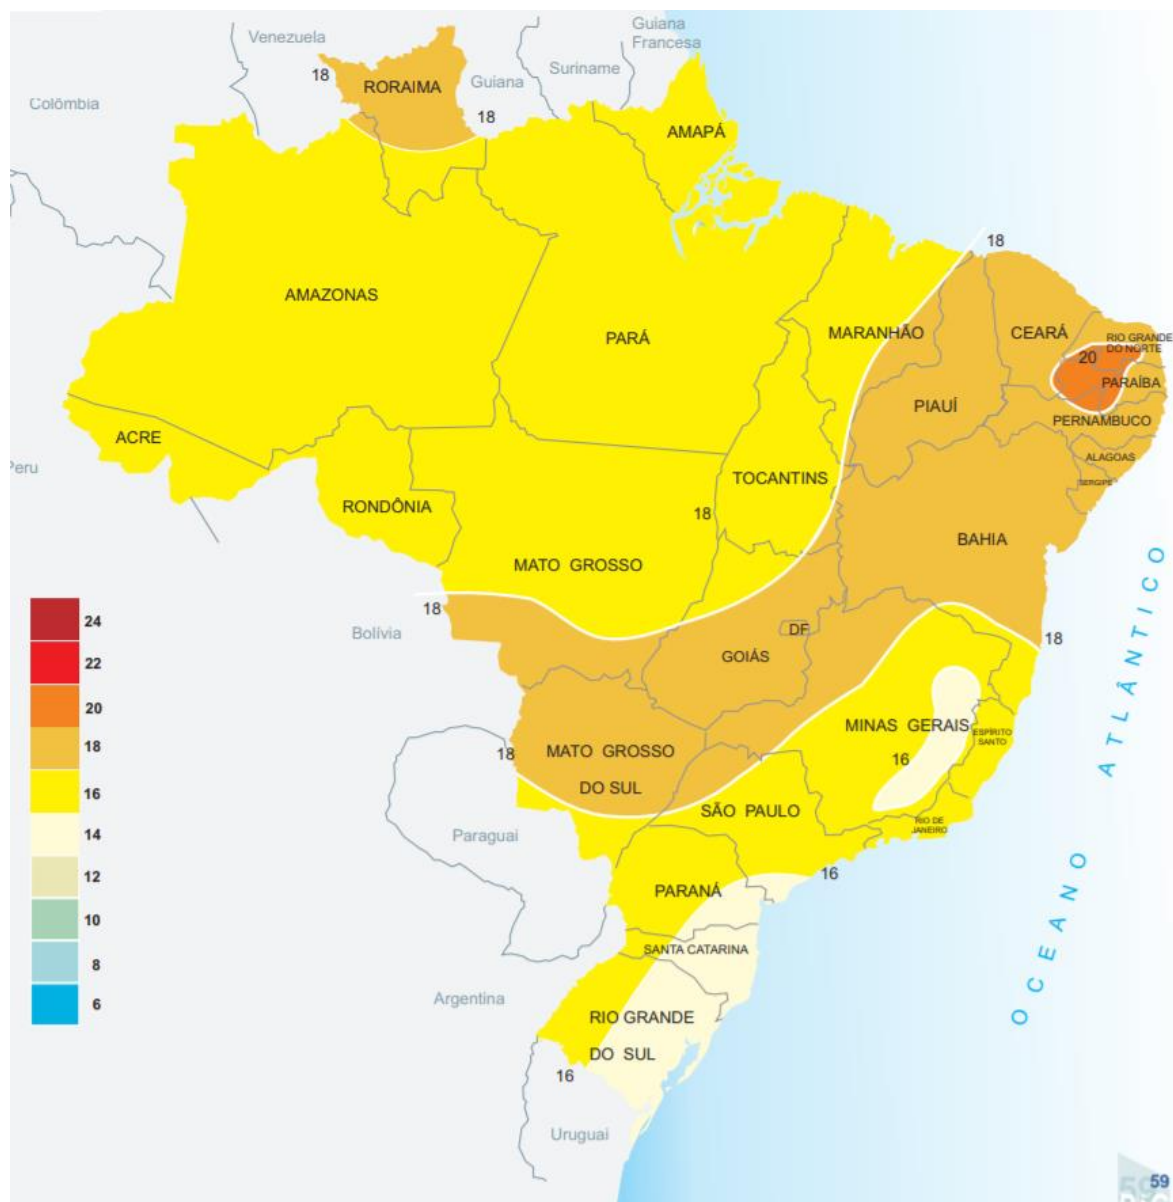 Venezuela
Guiana
Francesa
Suriname
Guiana
Colômbia
18
RORAIMA
18
AMAPÁ
18
AMAZONAS
PARÁ
MARANHÃO
CEARÁ
RIO GRANDE
DO NORTE
20
PARAÍBA
PIAUÍ
PERNAMBUCO
ACRE
ALAGOAS
Peru
TOCANTINS
SERGIPE
RONDÔNIA
18
BAHIA
MATO GROSSO
18
Bolívia
DF
GOIÁS
18
OCEANO ATLÂNTICO
MINAS GERAIS
ESPÍRITO
SANTO
18
MATO GROSSO
DO SUL
16
SÃO PAULO
RIO DE
JANEIRO
Paraguai
16
PARANÁ
SANTA CATARINA
Argentina
RIO GRANDE
DO SUL
16
Uruguai
24
22
20
18
16
14
12
10
8
6
59
59